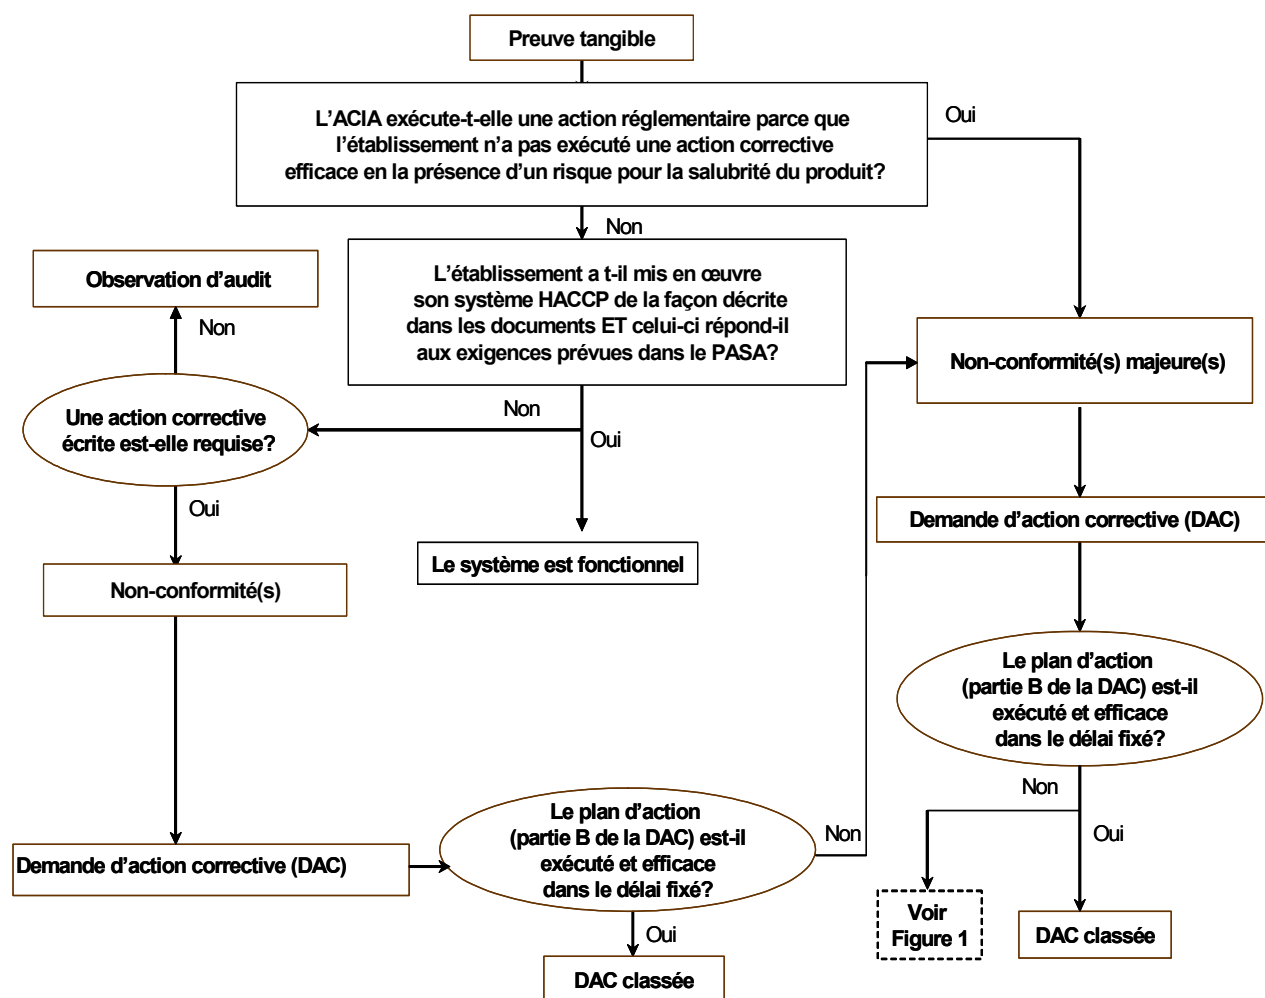 Preuve tangible
L’ACIA exécute-t-elle une action réglementaire parce que
l’établissement n’a pas exécuté une action corrective
efficace en la présence d’un risque pour la salubrité du produit?
Oui
Non
L’établissement a t-il mis en œuvre
son système HACCP de la façon décrite
dans les documents ET celui-ci répond-il
aux exigences prévues dans le PASA?
Observation d’audit
Non
Non-conformité(s) majeure(s)
Une action corrective
écrite est-elle requise?
Non
Oui
Oui
Le système est fonctionnel
Demande d’action corrective (DAC)
Non-conformité(s)
Le plan d’action
(partie B de la DAC) est-il
exécuté et efficace
dans le délai fixé?
Non
Oui
Demande d’action corrective (DAC)
Le plan d’action
(partie B de la DAC) est-il
exécuté et efficace
dans le délai fixé?
Non
Oui
DAC classée
Voir
Figure 1
DAC classée